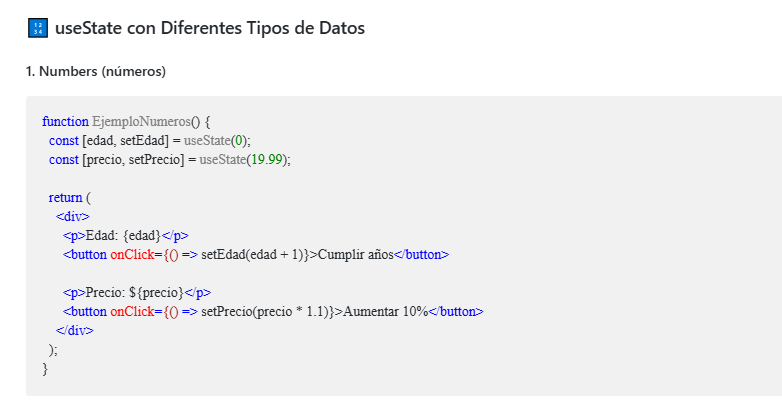 🔢 useState con Diferentes Tipos de Datos
1. Numbers (números)
function EjemploNumeros() {
  const [edad, setEdad] = useState(0);
  const [precio, setPrecio] = useState(19.99);

  return (
    <div>
      <p>Edad: {edad}</p>
      <button onClick={() => setEdad(edad + 1)}>Cumplir años</button>

      <p>Precio: ${precio}</p>
      <button onClick={() => setPrecio(precio * 1.1)}>Aumentar 10%</button>
    </div>
  );
}